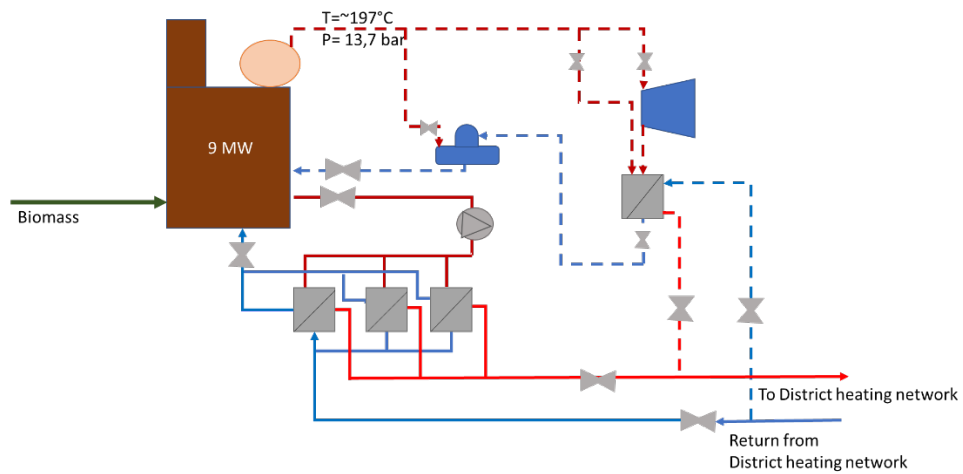 T=~197°C
P= 13,7 bar
9 MW
Biomass
To District heating network
Return from
District heating network